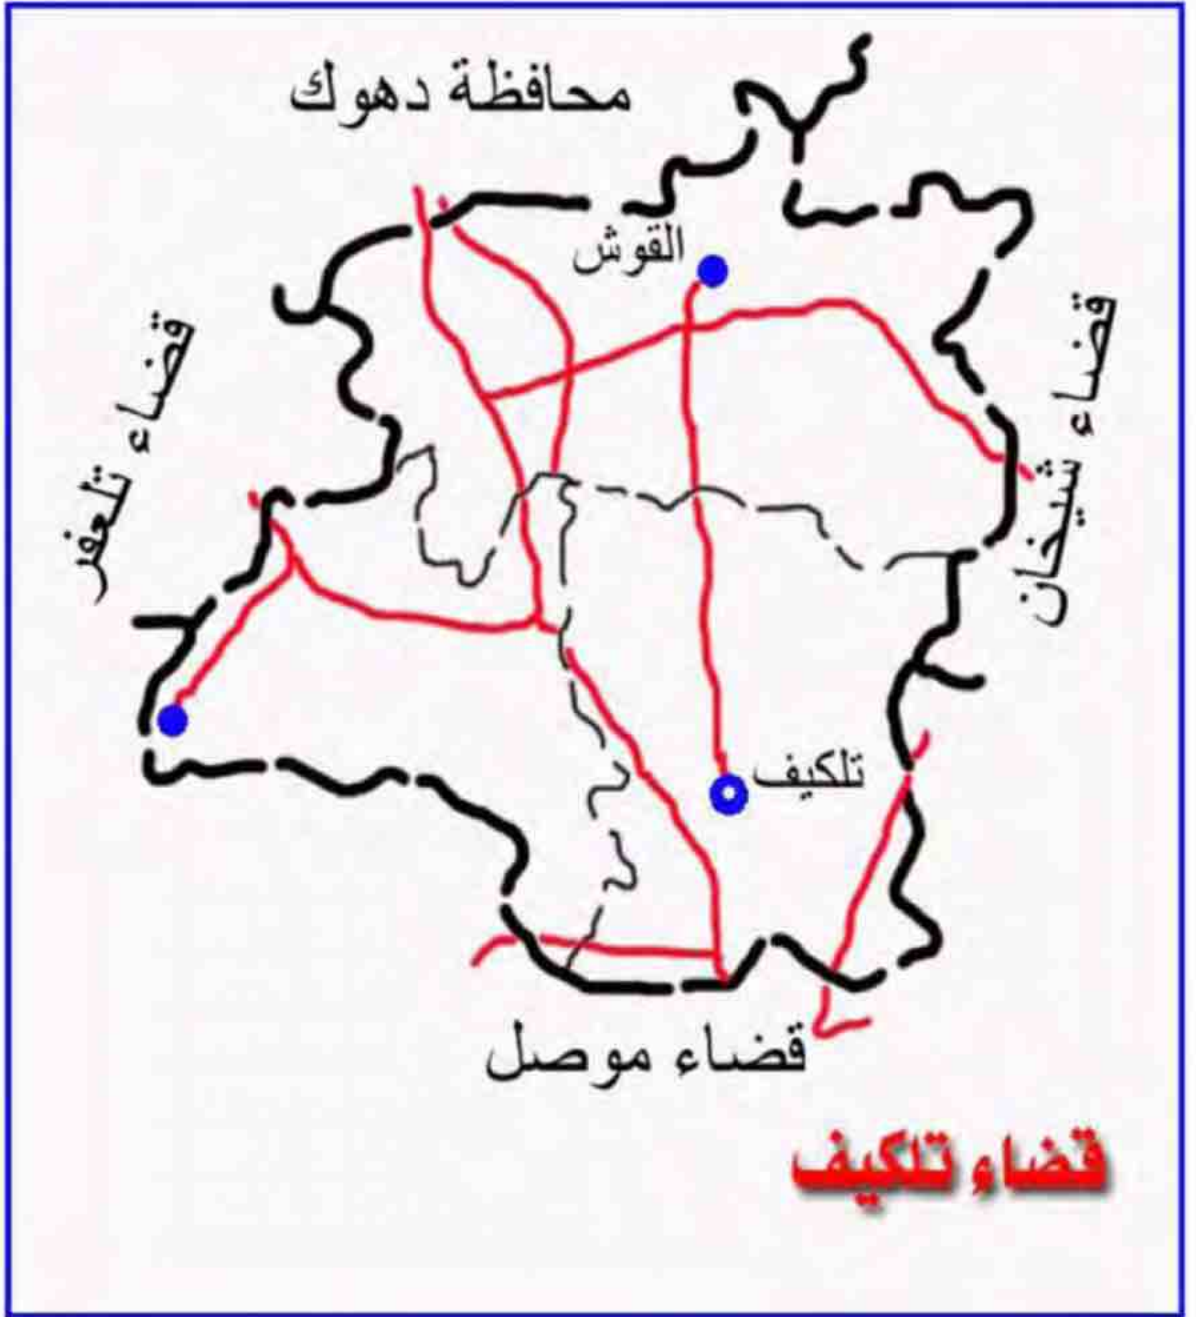 محافظة دهوك
القوش
قضاء تلعفر
قضاء شيخان
تلكيف
قضاء موصل
قضاء تلكيف